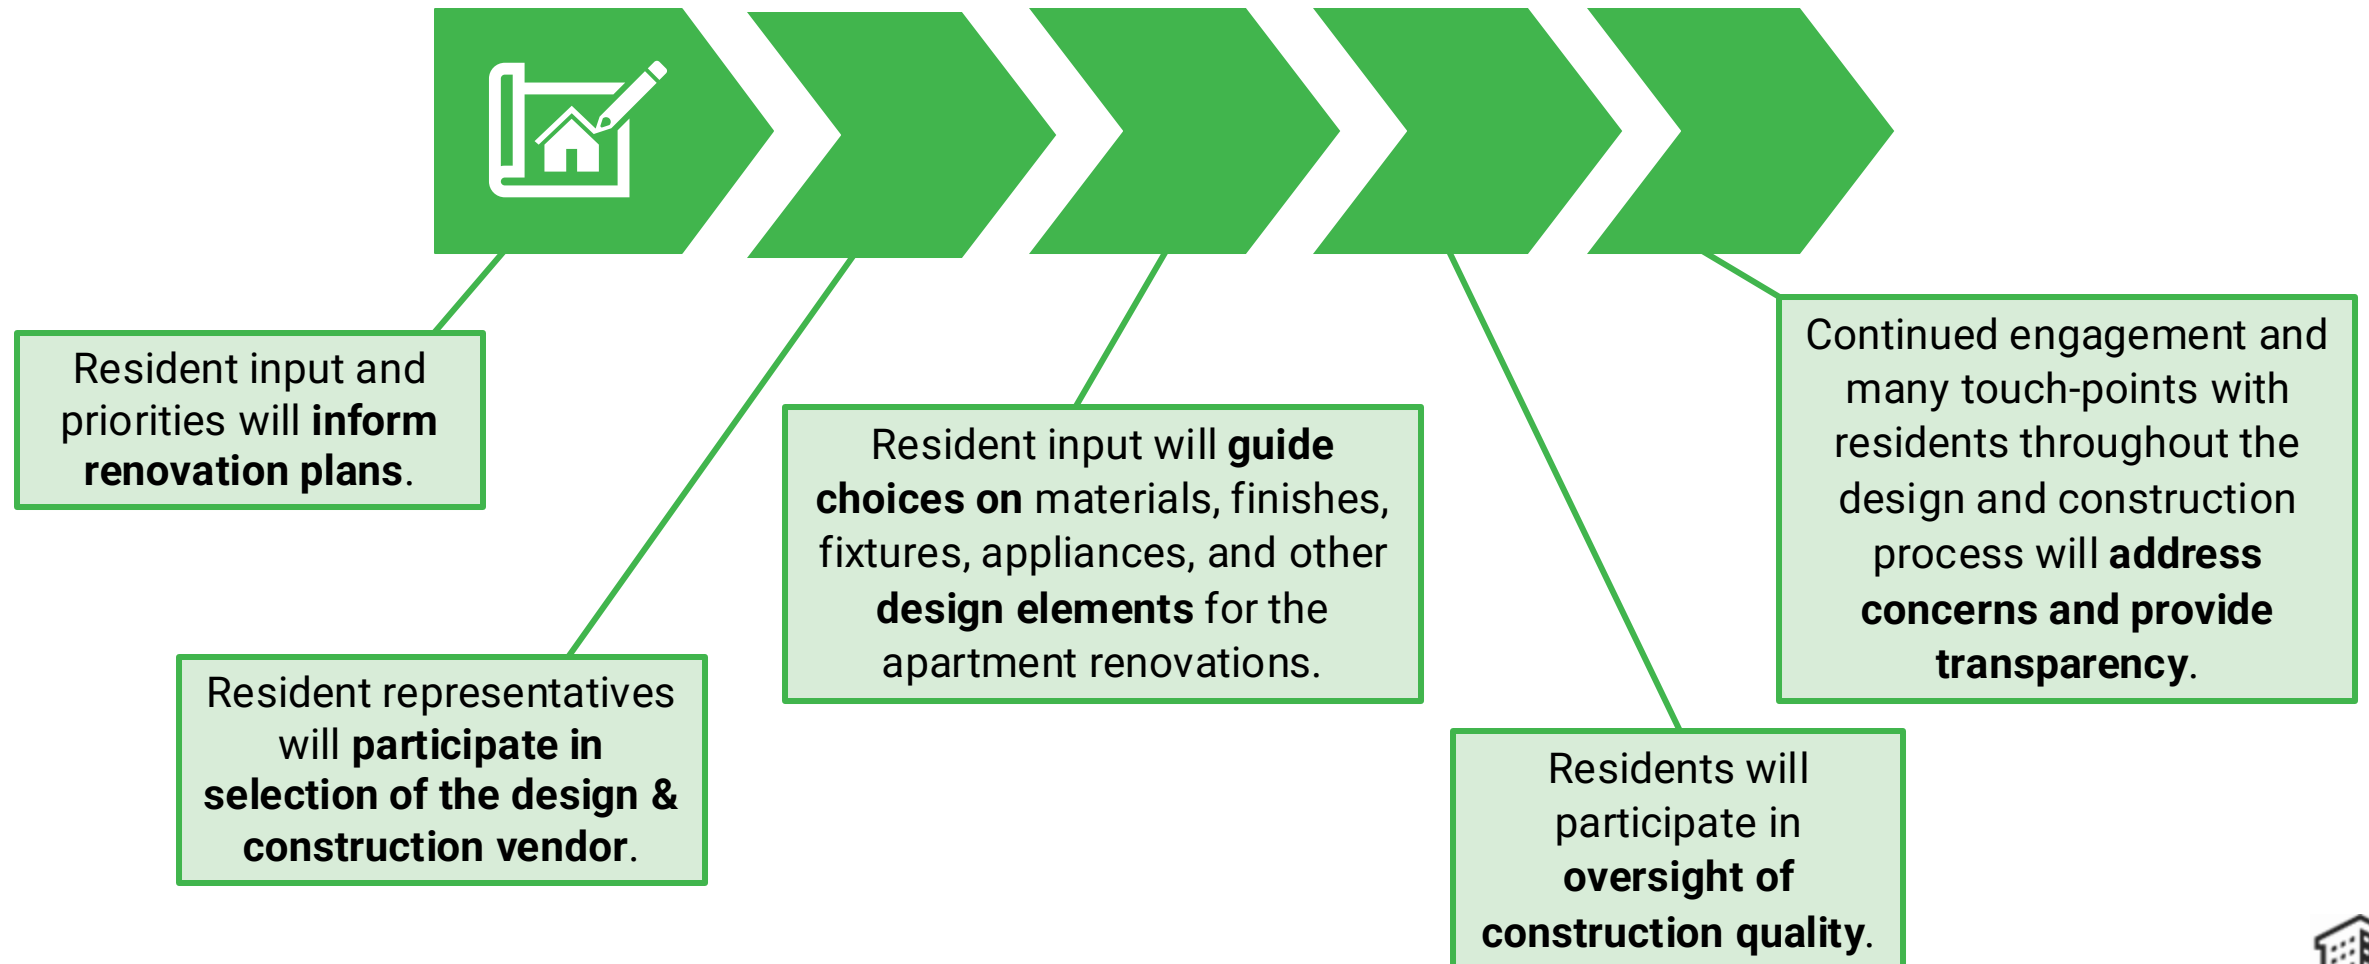 Resident input and
priorities will inform
renovation plans.
Resident representatives
will participate in
selection of the design &
construction vendor.
Resident input will guide
choices on materials, finishes,
fixtures, appliances, and other
design elements for the
apartment renovations.
Residents will
participate in
oversight of
construction quality.
Continued engagement and
many touch-points with
residents throughout the
design and construction
process will address
concerns and provide
transparency.